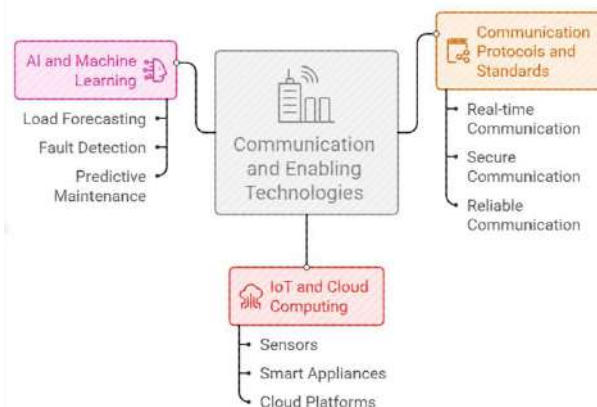 AI and Machine
Learning
Load Forecasting
Fault Detection
Predictive
Maintenance
Communication
and Enabling
Technologies
Communication
Protocols and
Standards
Real-time
Communication
Secure
Communication
Reliable
Communication
IoT and Cloud
Computing
Sensors
Smart Appliances
Cloud Platforms